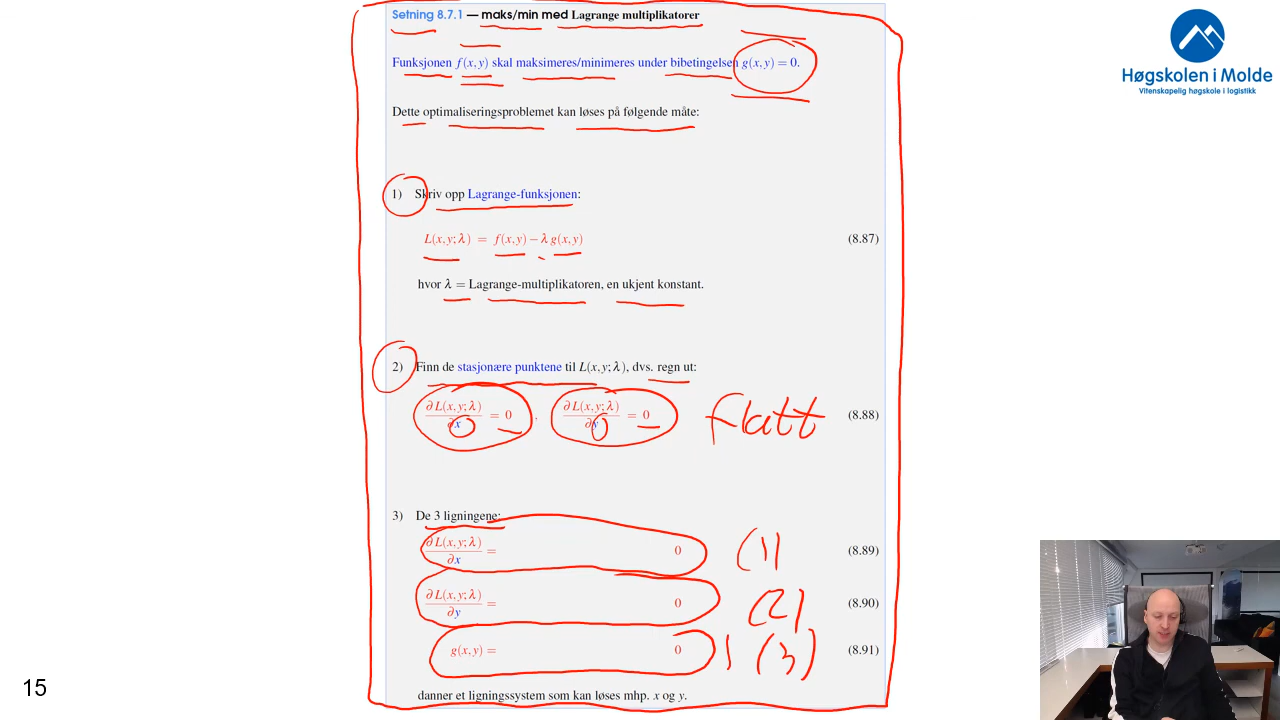 Setning 8.7.1 — maks/min med Lagrange multiplikatorer
Funksjonen f(x,y) skal maksimeres/minimeres under bibetingelsen g(x,y) = 0.
Dette optimaliseringsproblemet kan løses på følgende måte:
1) Skriv opp Lagrange-funksjonen:
L(x,y;λ) = f(x,y) − λ g(x,y) (8.87)
hvor λ = Lagrange-multiplikatoren, en ukjent konstant.
2) Finn de stasjonære punktene til L(x,y;λ), dvs. regn ut:
∂L(x,y;λ)/∂x = 0 , ∂L(x,y;λ)/∂y = 0 flatt (8.88)
3) De 3 ligningene:
∂L(x,y;λ)/∂x = 0 (1) (8.89)
∂L(x,y;λ)/∂y = 0 (2) (8.90)
g(x,y) = 0 (3) (8.91)
danner et ligningssystem som kan løses mhp. x og y.
Høgskolen i Molde
Vitenskapelig høgskole i logistikk
15